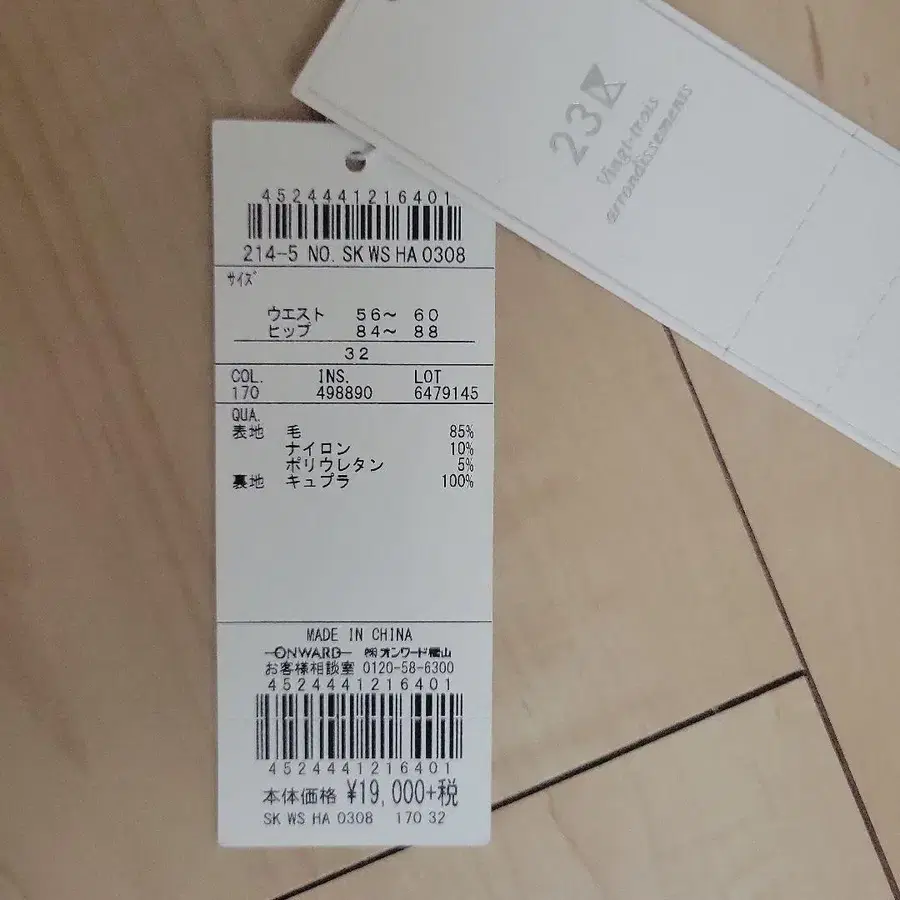 23区
Vingt-trois
arrondissements
4524441216401
214-5 NO. SK WS HA 0308
サイズ
ウエスト 56~ 60
ヒップ 84~ 88
32
COL. INS. LOT
170 498890 6479145
QUA.
表地 毛 85%
ナイロン 10%
ポリウレタン 5%
裏地 キュプラ 100%
MADE IN CHINA
ONWARD ㈱オンワード樫山
お客様相談室 0120-58-6300
4524441216401
4524441216401
本体価格 ¥19,000+税
SK WS HA 0308 170 32